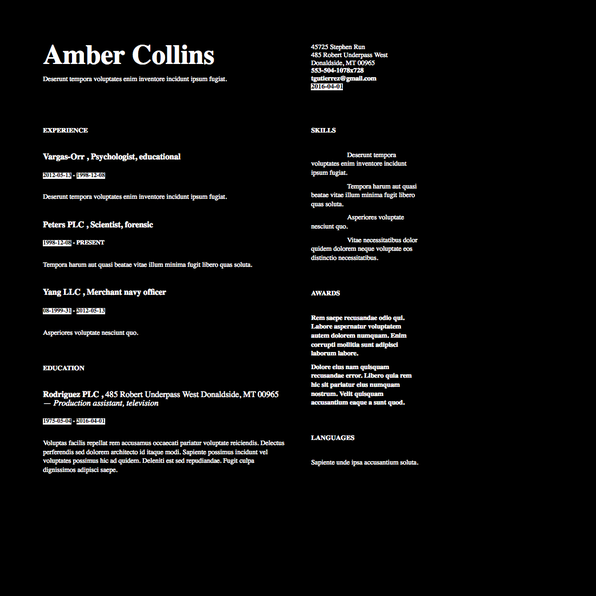 Amber Collins
Deserunt tempora voluptates enim inventore incidunt ipsum fugiat.
45725 Stephen Run
485 Robert Underpass West
Donaldside, MT 00965
553-504-1078x728
tgutierrez@gmail.com
2016-04-01
EXPERIENCE
Vargas-Orr , Psychologist, educational
2012-05-13 - 1998-12-08
Deserunt tempora voluptates enim inventore incidunt ipsum fugiat.
Peters PLC , Scientist, forensic
1998-12-08 - PRESENT
Tempora harum aut quasi beatae vitae illum minima fugit libero quas soluta.
Yang LLC , Merchant navy officer
08-1999-31 - 2012-05-13
Asperiores voluptate nesciunt quo.
EDUCATION
Rodriguez PLC , 485 Robert Underpass West Donaldside, MT 00965
— Production assistant, television
1975-05-04 - 2016-04-01
Voluptas facilis repellat rem accusamus occaecati pariatur voluptate reiciendis. Delectus
perferendis sed dolorem architecto id itaque modi. Sapiente possimus incidunt vel
voluptates possimus hic ad quidem. Deleniti est sed repudiandae. Fugit culpa
dignissimos adipisci saepe.
SKILLS
Deserunt tempora
voluptates enim inventore incidunt
ipsum fugiat.
Tempora harum aut quasi
beatae vitae illum minima fugit libero
quas soluta.
Asperiores voluptate
nesciunt quo.
Vitae necessitatibus dolor
quidem dolorem neque voluptate eos
distinctio necessitatibus.
AWARDS
Rem saepe recusandae odio qui.
Labore aspernatur voluptatem
autem dolorem numquam. Enim
corrupti mollitia sunt adipisci
laborum labore.
Dolore eius nam quisquam
recusandae error. Libero quia rem
hic sit pariatur eius numquam
nostrum. Velit quisquam
accusantium eaque a sunt quod.
LANGUAGES
Sapiente unde ipsa accusantium soluta.